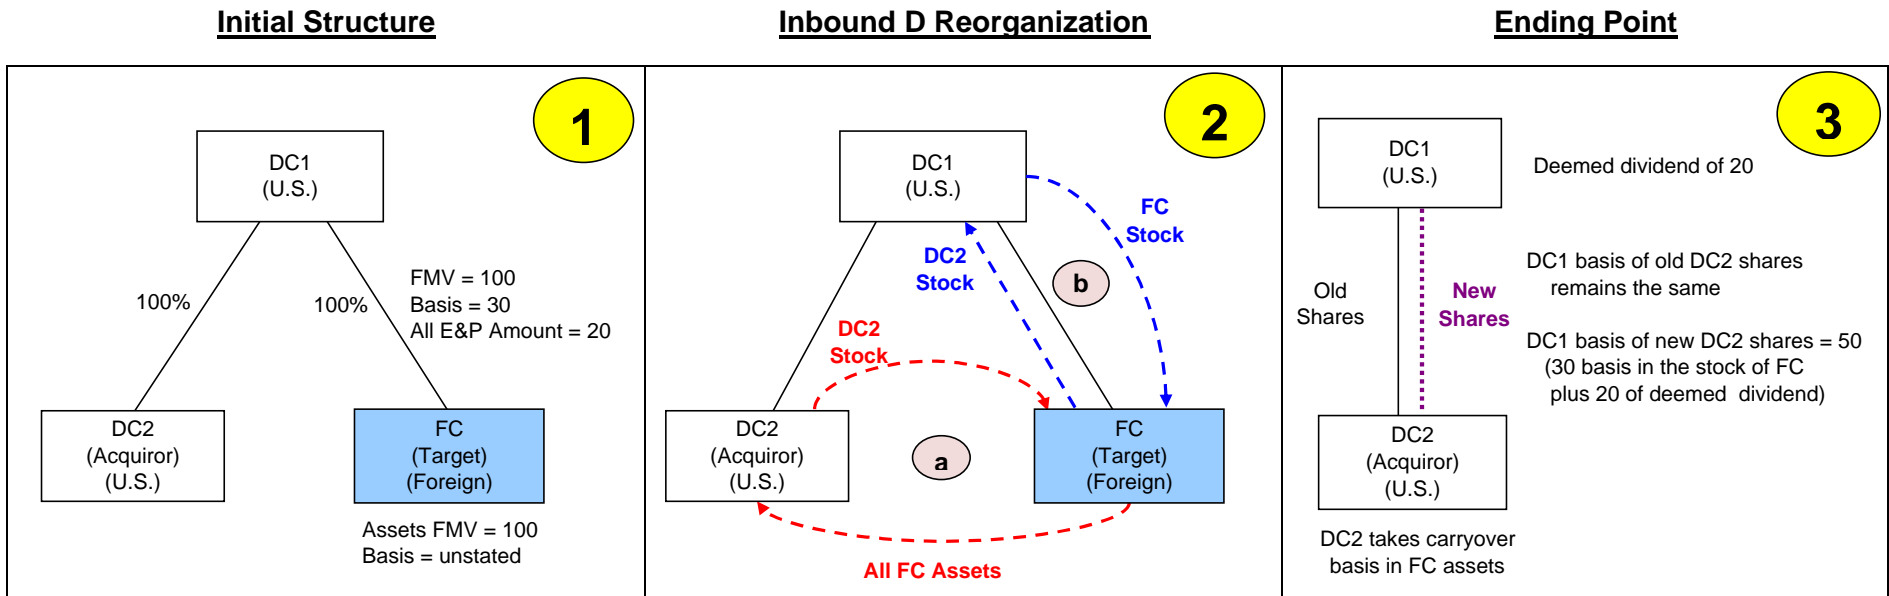 Initial Structure
Inbound D Reorganization
Ending Point
1
DC1
(U.S.)
100%
100%
FMV = 100
Basis = 30
All E&P Amount = 20
DC2
(Acquiror)
(U.S.)
FC
(Target)
(Foreign)
Assets FMV = 100
Basis = unstated
2
DC1
(U.S.)
FC
Stock
DC2
Stock
b
DC2
Stock
DC2
(Acquiror)
(U.S.)
a
FC
(Target)
(Foreign)
All FC Assets
3
DC1
(U.S.)
Deemed dividend of 20
Old
Shares
New
Shares
DC1 basis of old DC2 shares
remains the same
DC1 basis of new DC2 shares = 50
(30 basis in the stock of FC
plus 20 of deemed dividend)
DC2
(Acquiror)
(U.S.)
DC2 takes carryover
basis in FC assets